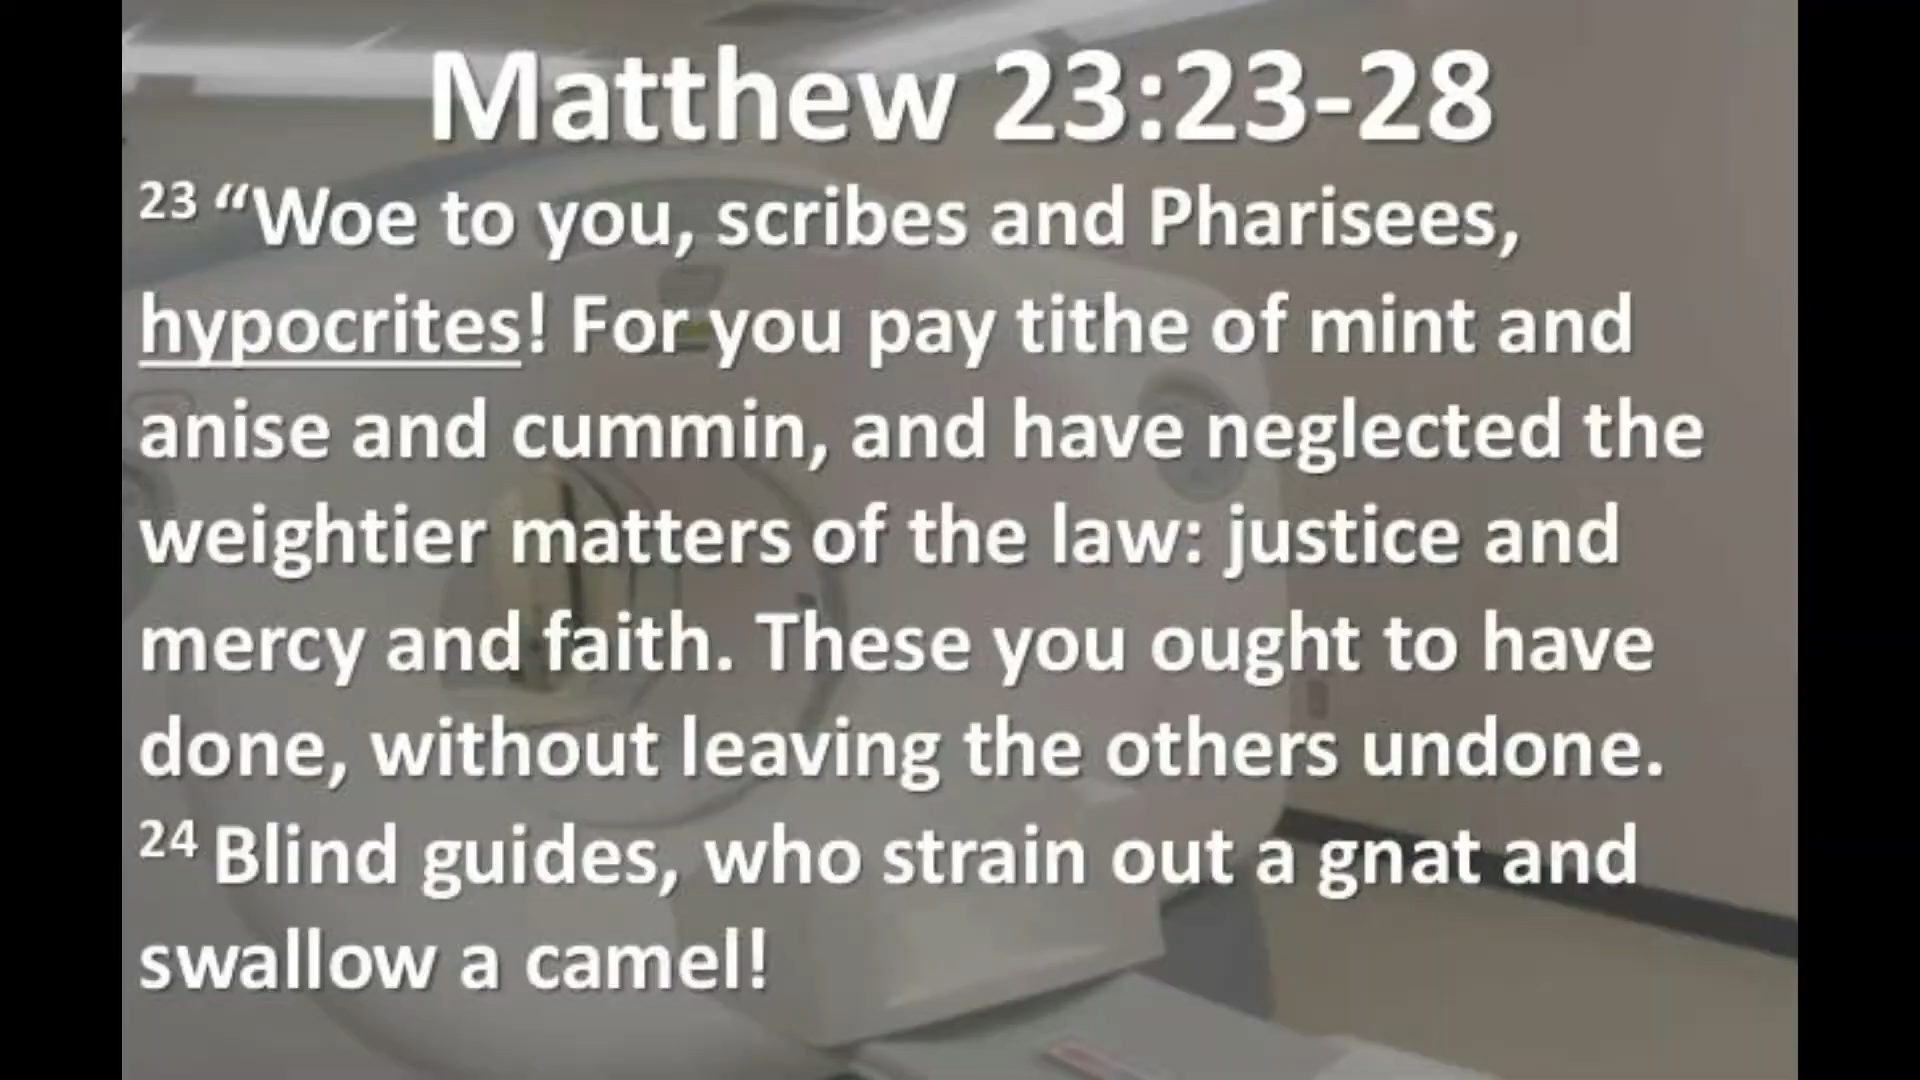 Matthew 23:23-28
23 “Woe to you, scribes and Pharisees,
hypocrites! For you pay tithe of mint and
anise and cummin, and have neglected the
weightier matters of the law: justice and
mercy and faith. These you ought to have
done, without leaving the others undone.
24 Blind guides, who strain out a gnat and
swallow a camel!